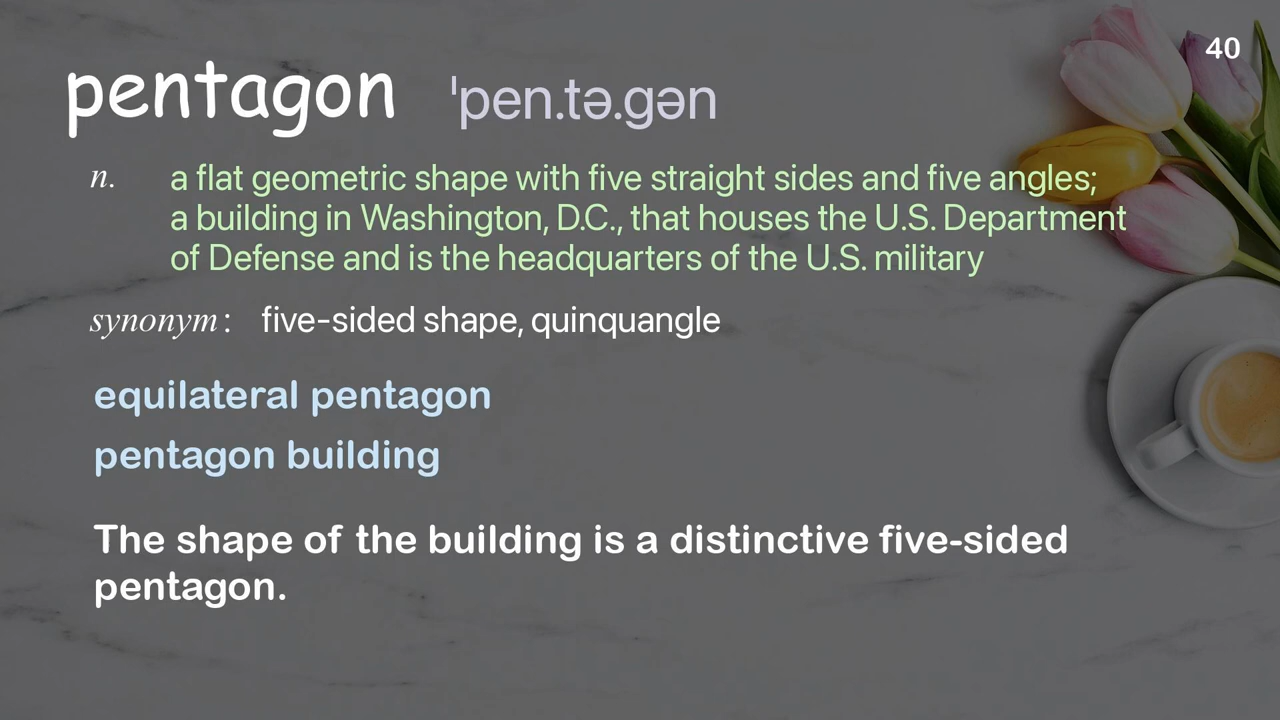 40
pentagon ˈpen.tə.gən
n. a flat geometric shape with five straight sides and five angles;
a building in Washington, D.C., that houses the U.S. Department
of Defense and is the headquarters of the U.S. military
synonym: five-sided shape, quinquangle
equilateral pentagon
pentagon building
The shape of the building is a distinctive five-sided
pentagon.